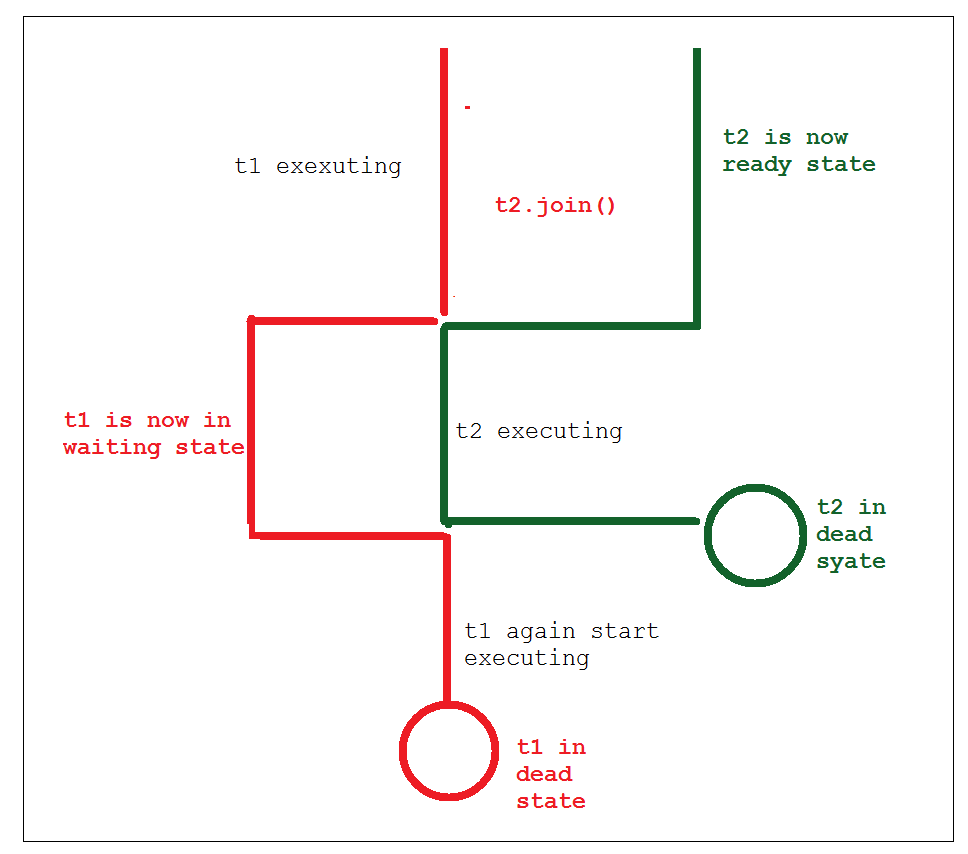 t2 is now
ready state
t1 exexuting
t2.join()
t1 is now in
waiting state
t2 executing
t2 in
dead
syate
t1 again start
executing
t1 in
dead
state